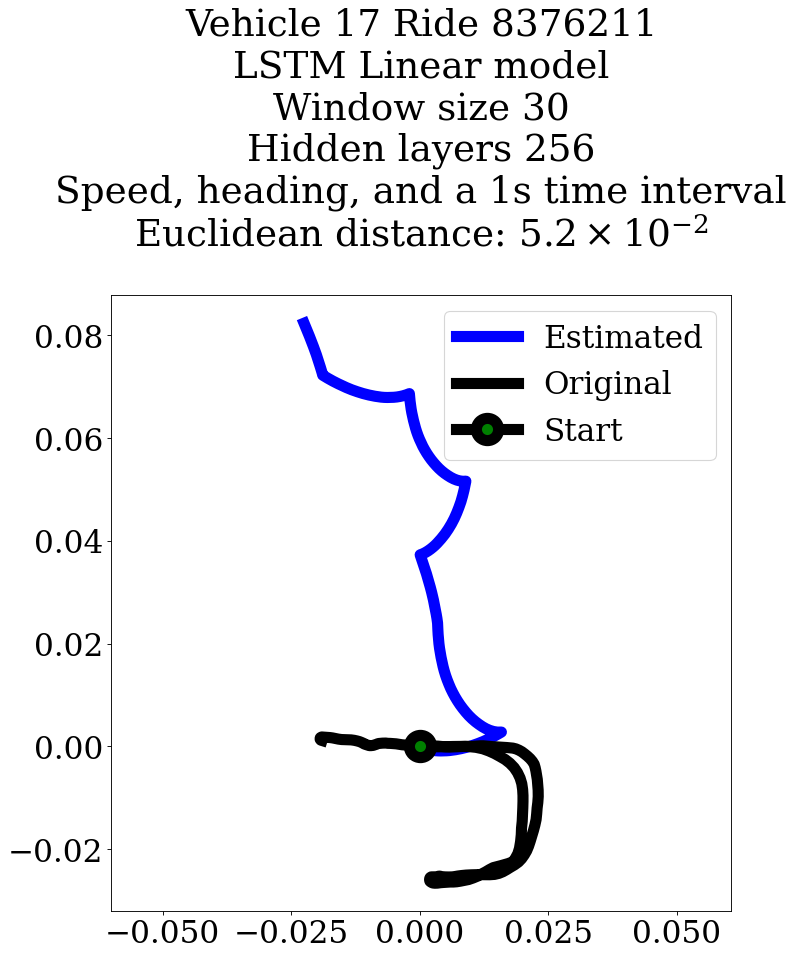 Vehicle 17 Ride 8376211
LSTM Linear model
Window size 30
Hidden layers 256
Speed, heading, and a 1s time interval
Euclidean distance: 5.2 × 10⁻²
Estimated
Original
Start
0.08
0.06
0.04
0.02
0.00
−0.02
−0.050 −0.025 0.000 0.025 0.050